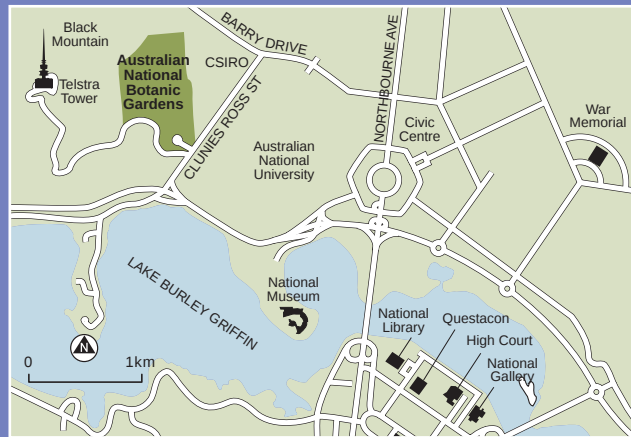 Black
Mountain
Telstra
Tower
Australian
National
Botanic
Gardens
CSIRO
BARRY DRIVE
CLUNIES ROSS ST
NORTHBOURNE AVE
Australian
National
University
Civic
Centre
War
Memorial
LAKE BURLEY GRIFFIN
National
Museum
National
Library
Questacon
High Court
National
Gallery
N
0
1km